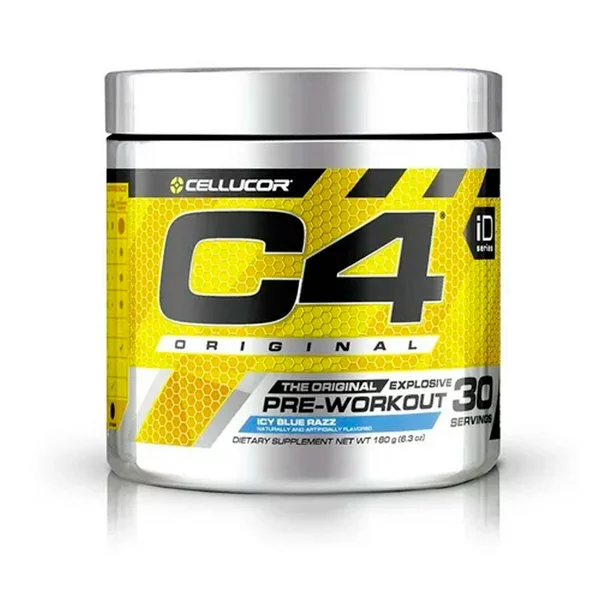 CELLUCOR®
C4®
iD
series
ORIGINAL
THE ORIGINAL EXPLOSIVE
PRE-WORKOUT
30
SERVINGS
ICY BLUE RAZZ
NATURALLY AND ARTIFICIALLY FLAVORED
DIETARY SUPPLEMENT NET WT 180 g (6.3 oz)